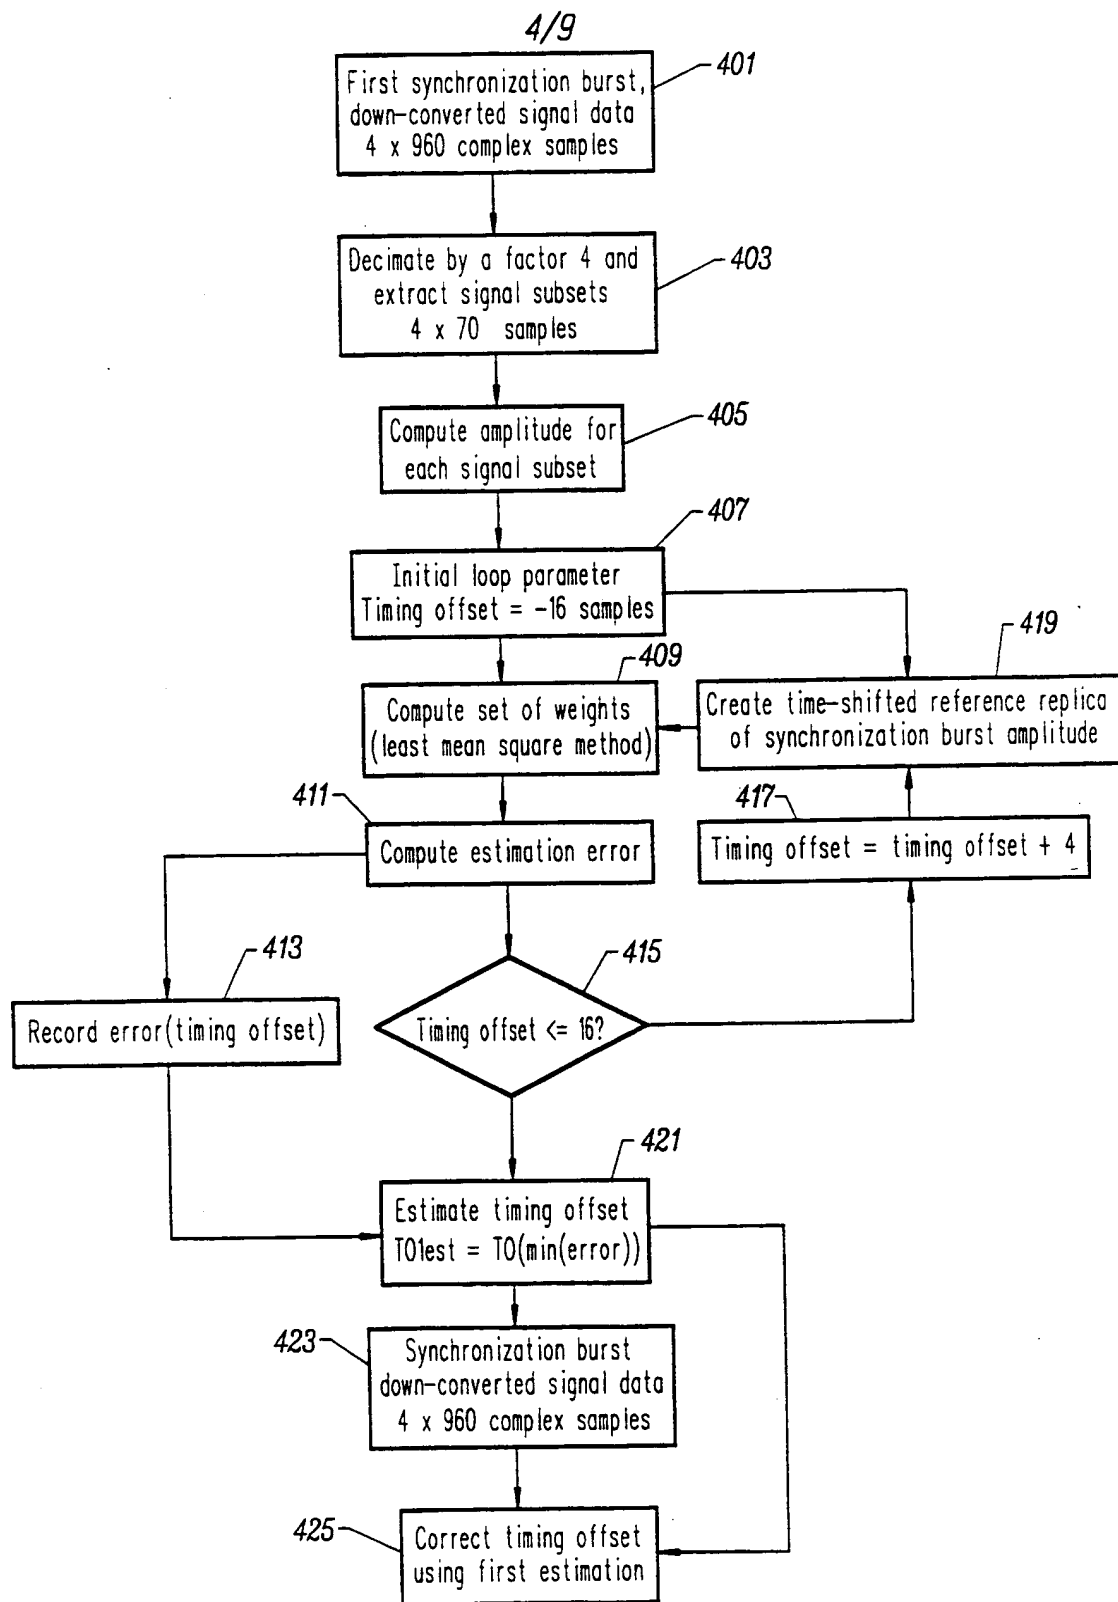 4/9
401
First synchronization burst,
down-converted signal data
4 x 960 complex samples
403
Decimate by a factor 4 and
extract signal subsets
4 x 70 samples
405
Compute amplitude for
each signal subset
407
Initial loop parameter
Timing offset = -16 samples
419
Create time-shifted reference replica
of synchronization burst amplitude
409
Compute set of weights
(least mean square method)
411
Compute estimation error
417
Timing offset = timing offset + 4
413
Record error(timing offset)
415
Timing offset <= 16?
421
Estimate timing offset
TO1est = TO(min(error))
423
Synchronization burst
down-converted signal data
4 x 960 complex samples
425
Correct timing offset
using first estimation